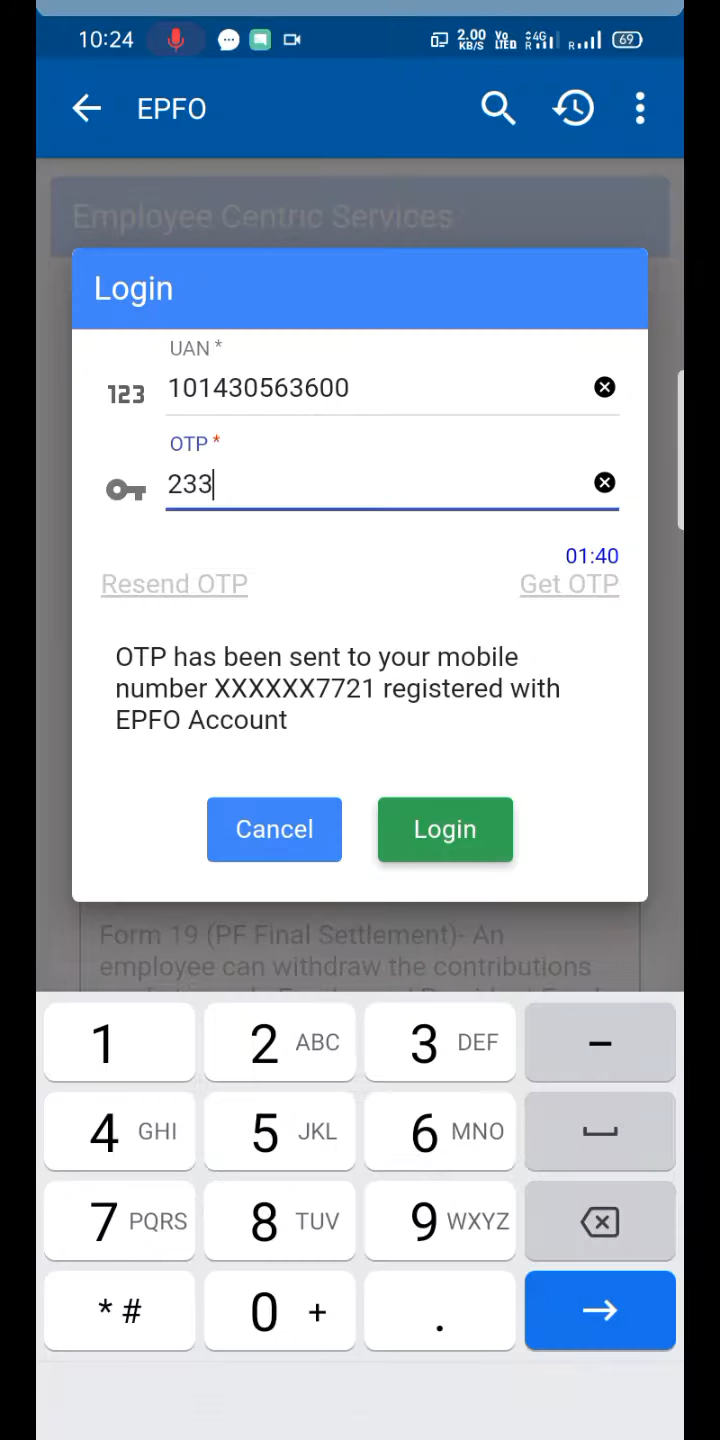 10:24 2.00 KB/S Vo LTED 4G R R 69
EPFO
Employee Centric Services
Login
UAN *
123 101430563600
OTP *
233
01:40
Resend OTP Get OTP
OTP has been sent to your mobile
number XXXXXX7721 registered with
EPFO Account
Cancel Login
Form 19 (PF Final Settlement)- An
employee can withdraw the contributions
1 2 ABC 3 DEF −
4 GHI 5 JKL 6 MNO
7 PQRS 8 TUV 9 WXYZ
* # 0 + .